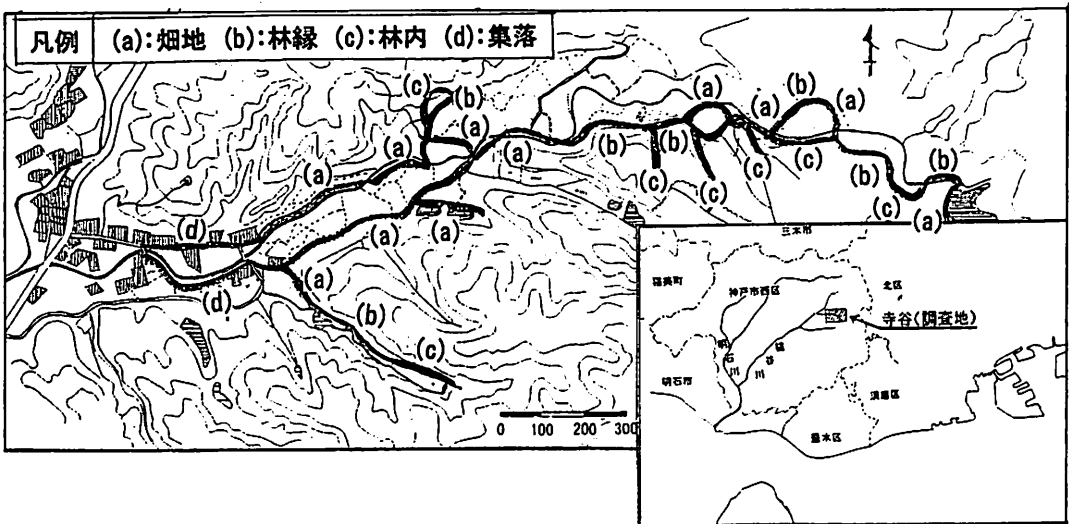 凡例 (a):畑地 (b):林縁 (c):林内 (d):集落
(c)
(b)
(a)
(b)
(a)
(a)
(a)
(a)
(a)
(a)
(b)
(b)
(c)
(c)
(c)
(c)
(b)
(b)
(c)
(a)
(d)
(a)
(a)
(d)
(a)
(b)
(c)
0 100 200 300
三木市
稲美町
神戸市西区
北区
寺谷(調査地)
明石川
櫨谷川
明石市
須磨区
垂水区